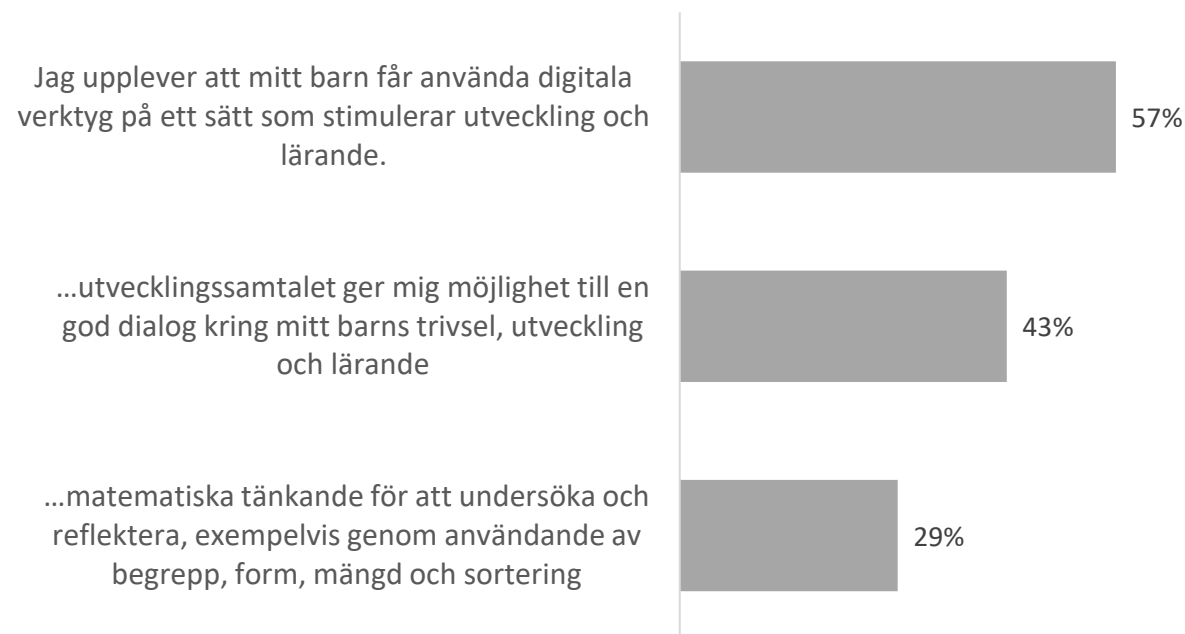 Jag upplever att mitt barn får använda digitala
verktyg på ett sätt som stimulerar utveckling och
lärande.
57%
…utvecklingssamtalet ger mig möjlighet till en
god dialog kring mitt barns trivsel, utveckling
och lärande
43%
…matematiska tänkande för att undersöka och
reflektera, exempelvis genom användande av
begrepp, form, mängd och sortering
29%